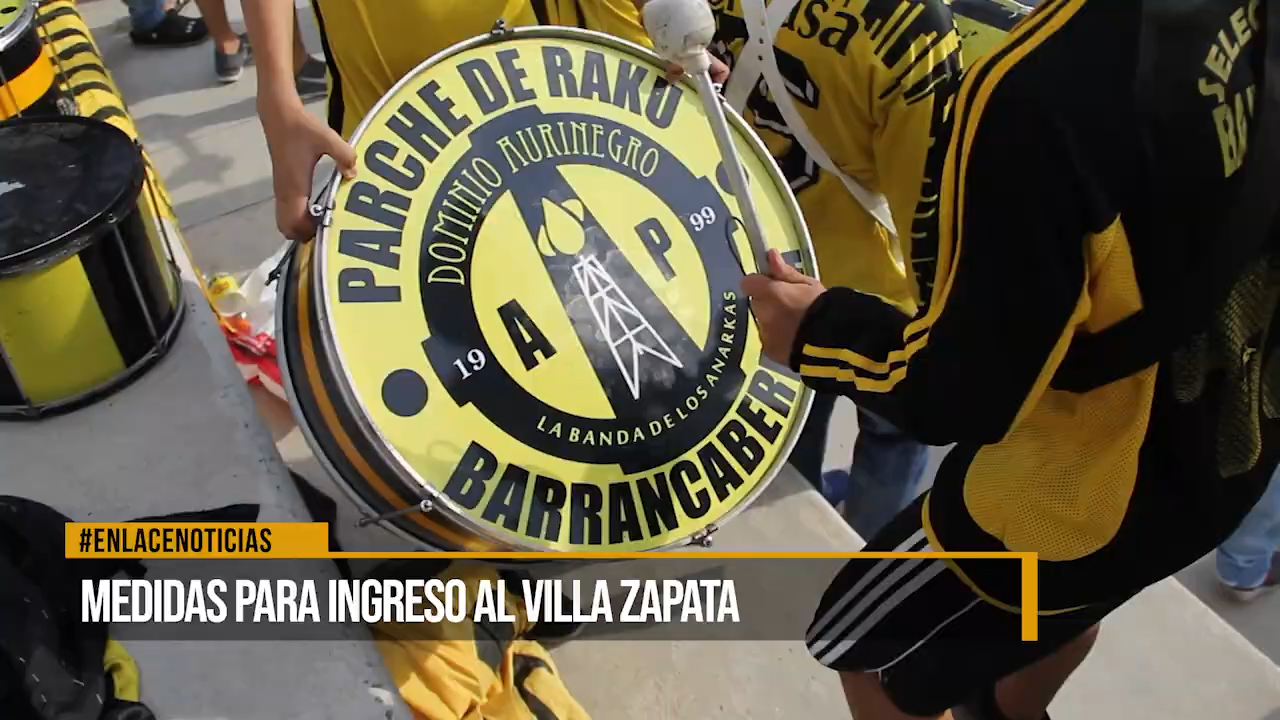 PARCHE DE RAKU
DOMINIO AURINEGRO
A P
19 99
LA BANDA DE LOS ANARKAS
SELEC
#ENLACENOTICIAS
MEDIDAS PARA INGRESO AL VILLA ZAPATA